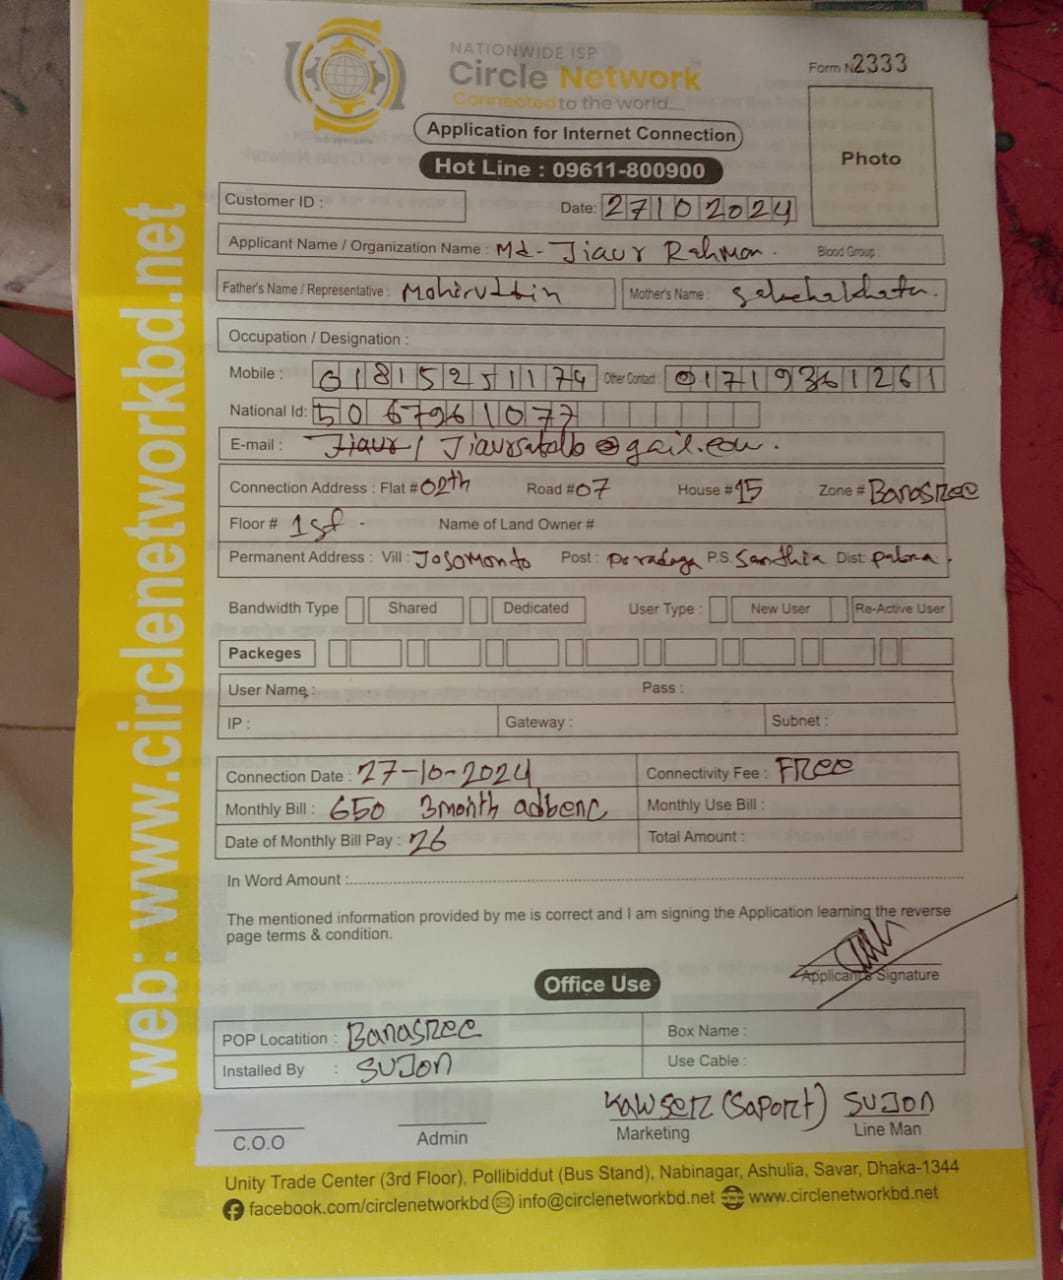 NATIONWIDE ISP
Circle Network
Connected to the world....
Form N 2333
Application for Internet Connection
Photo
Hot Line : 09611-800900
Customer ID :
Date: 27102024
Applicant Name / Organization Name : Md- Jiaur Rahman. Blood Group :
Father's Name / Representative : Mohiruddin Mother's Name :
Occupation / Designation :
Mobile : 01815251174 Other Contact : 01719361261
National Id: 5067961077
E-mail :
Connection Address : Flat # 02th Road # 07 House # 15 Zone # Banasree
Floor # 1st - Name of Land Owner #
Permanent Address : Vill : Josomonto Post : P.S. Santhia Dist: Pabna.
Bandwidth Type Shared Dedicated User Type : New User Re-Active User
Packeges
User Name : Pass :
IP : Gateway : Subnet :
Connection Date : 27-10-2024 Connectivity Fee : FRee
Monthly Bill : 650 3month adbenc Monthly Use Bill :
Date of Monthly Bill Pay : 26 Total Amount :
In Word Amount :
The mentioned information provided by me is correct and I am signing the Application learning the reverse
page terms & condition.
Applicant's Signature
Office Use
POP Locatition : Banasree Box Name :
Installed By : SUJON Use Cable :
Kawser (Saport) SUJON
C.O.O Admin Marketing Line Man
Unity Trade Center (3rd Floor), Pollibiddut (Bus Stand), Nabinagar, Ashulia, Savar, Dhaka-1344
facebook.com/circlenetworkbd info@circlenetworkbd.net www.circlenetworkbd.net
web: www.circlenetworkbd.net